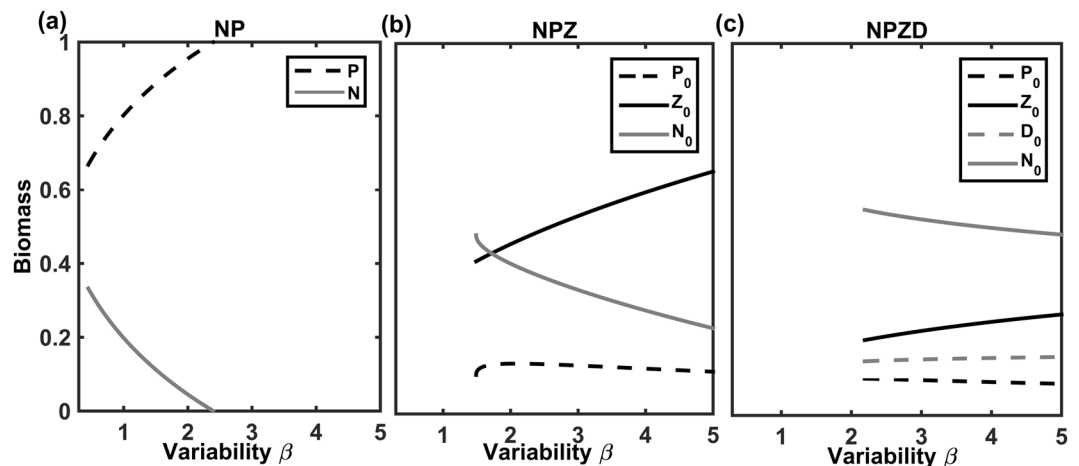 (a)
NP
1
0.8
0.6
0.4
0.2
0
Biomass
P
N
1 2 3 4 5
Variability β
(b)
NPZ
P0
Z0
N0
1 2 3 4 5
Variability β
(c)
NPZD
P0
Z0
D0
N0
1 2 3 4 5
Variability β